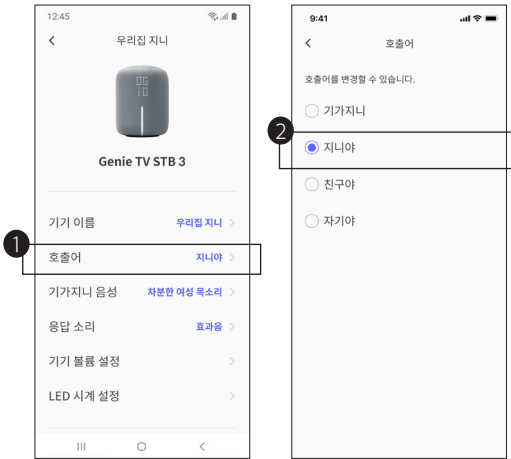 12:45
우리집 지니
06
10
Genie TV STB 3
기기 이름 우리집 지니
1
호출어 지니야
기가지니 음성 차분한 여성 목소리
응답 소리 효과음
기기 볼륨 설정
LED 시계 설정
9:41
호출어
호출어를 변경할 수 있습니다.
기가지니
2
지니야
친구야
자기야